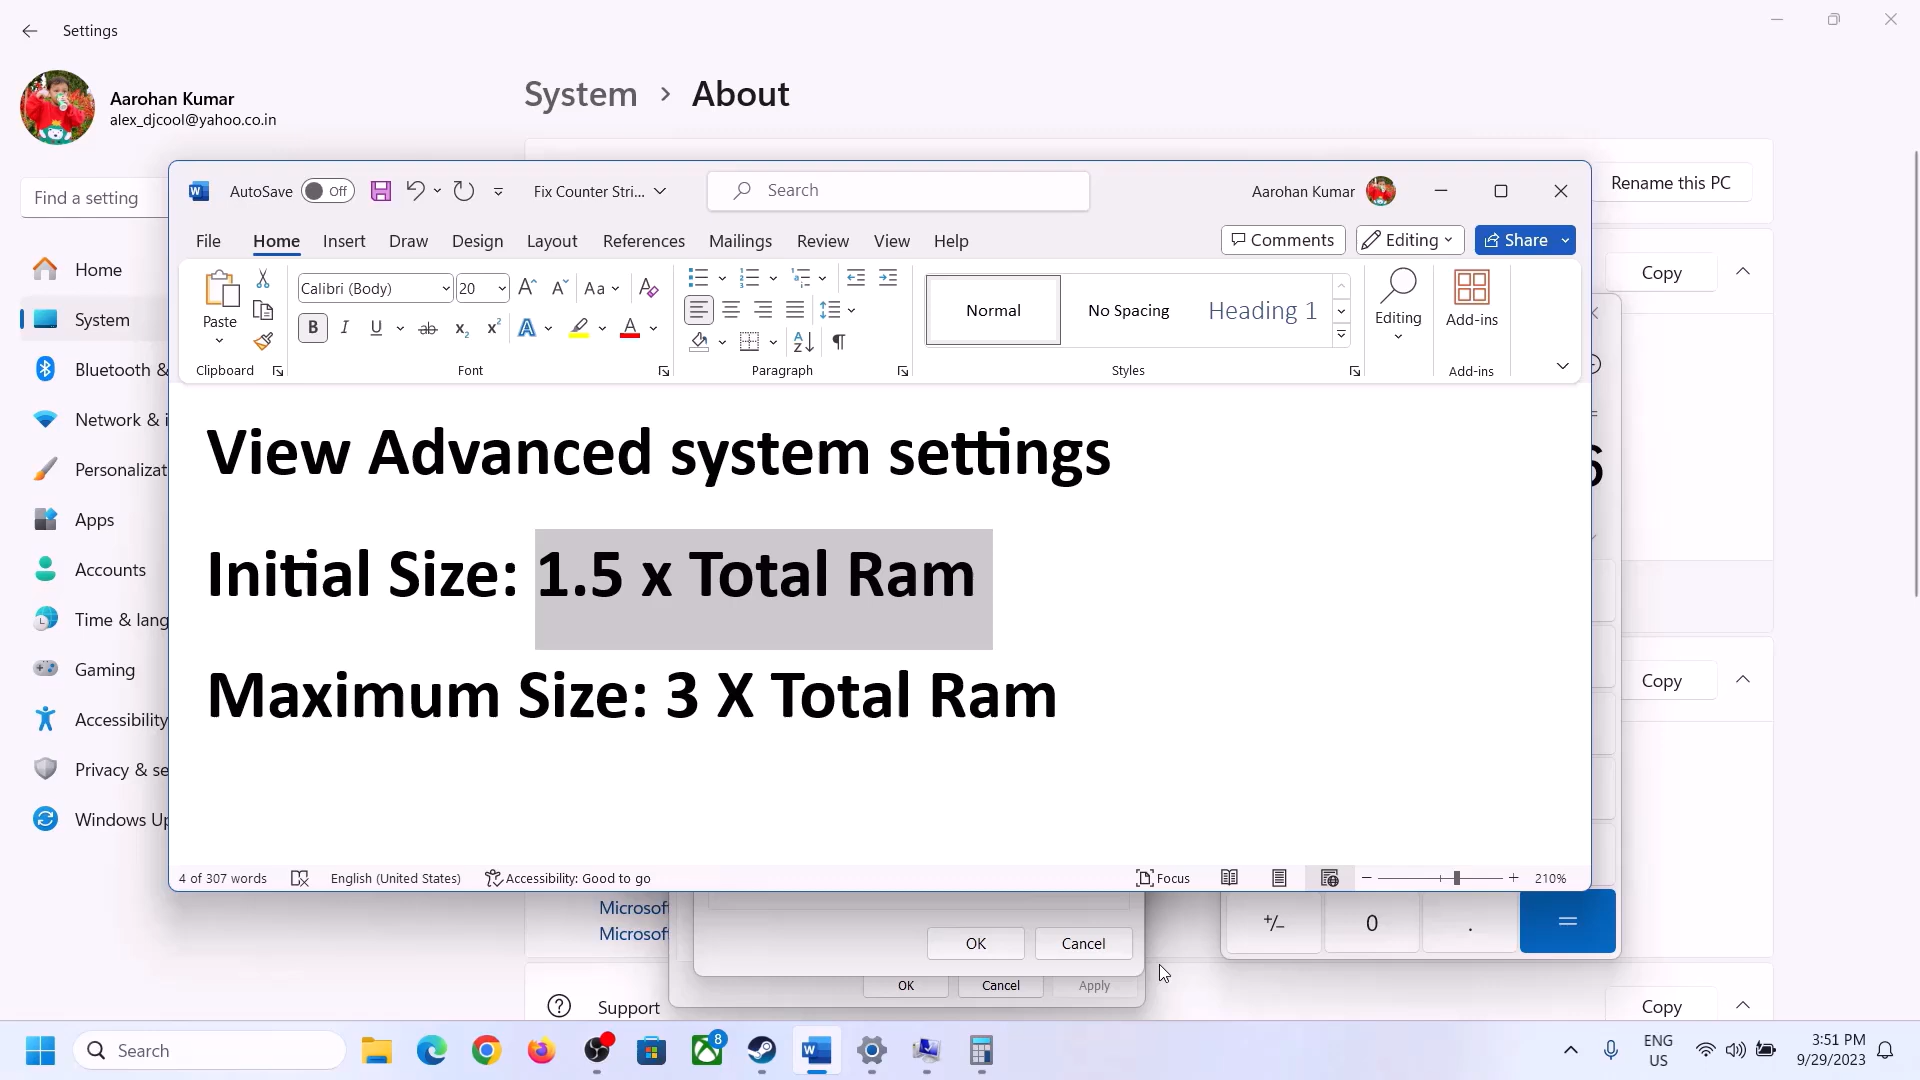 Settings
Aarohan Kumar
alex_djcool@yahoo.co.in
System > About
Find a setting
Rename this PC
AutoSave Off
Fix Counter Stri...
Search
Aarohan Kumar
File Home Insert Draw Design Layout References Mailings Review View Help
Comments
Editing
Share
Home
System
Bluetooth &
Network & i
Personalizat
Apps
Accounts
Time & lang
Gaming
Accessibility
Privacy & se
Windows Up
Copy
Paste
Calibri (Body)
20
Normal
No Spacing
Heading 1
Editing
Add-ins
Clipboard
Font
Paragraph
Styles
Add-ins
View Advanced system settings
Initial Size: 1.5 x Total Ram
Maximum Size: 3 X Total Ram
Copy
4 of 307 words
English (United States)
Accessibility: Good to go
Focus
210%
Microsof
Microsof
OK
Cancel
OK
Cancel
Apply
+/-
0
.
=
Support
Copy
Search
8
ENG
US
3:51 PM
9/29/2023